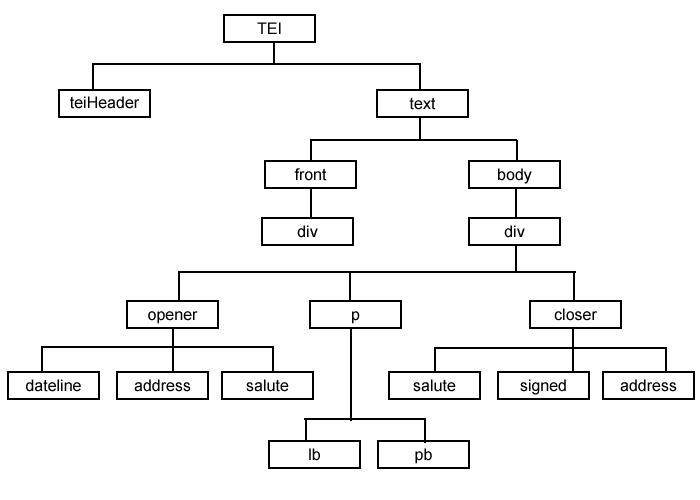 TEI
teiHeader
text
front
body
div
div
opener
p
closer
dateline
address
salute
salute
signed
address
lb
pb